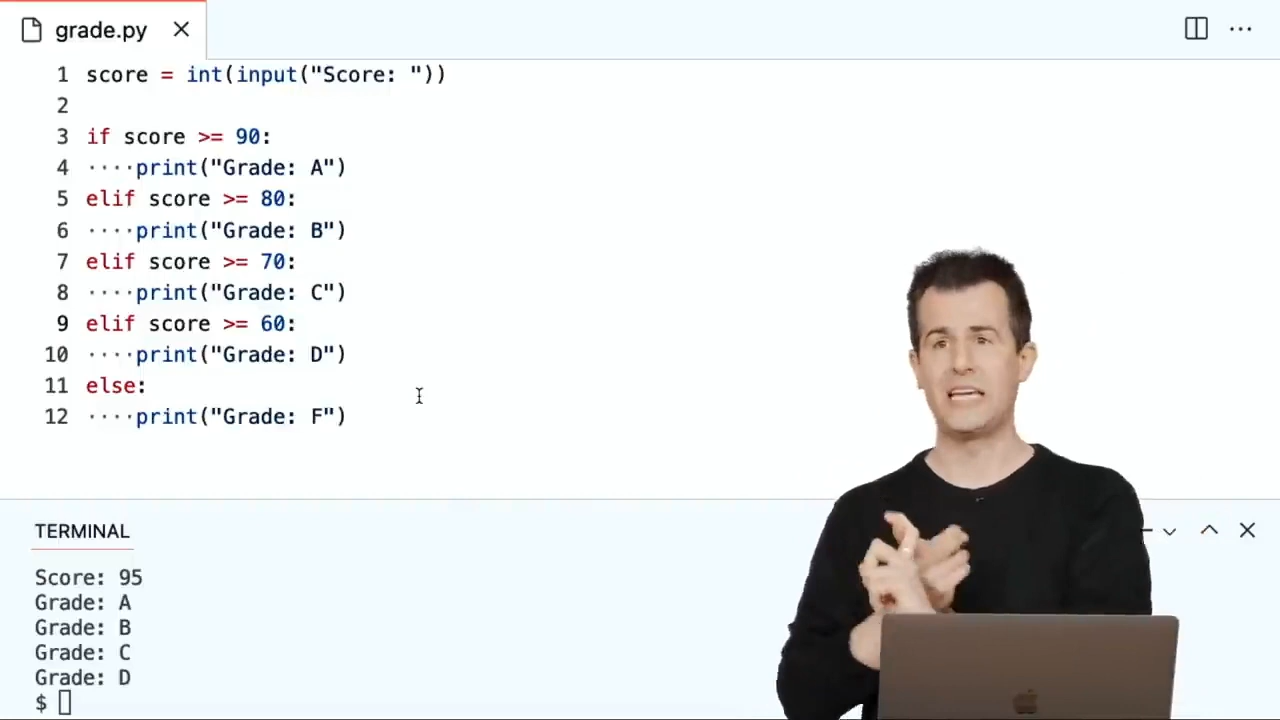 grade.py
1 score = int(input("Score: "))
2
3 if score >= 90:
4 ····print("Grade: A")
5 elif score >= 80:
6 ····print("Grade: B")
7 elif score >= 70:
8 ····print("Grade: C")
9 elif score >= 60:
10 ····print("Grade: D")
11 else:
12 ····print("Grade: F")
TERMINAL
Score: 95
Grade: A
Grade: B
Grade: C
Grade: D
$